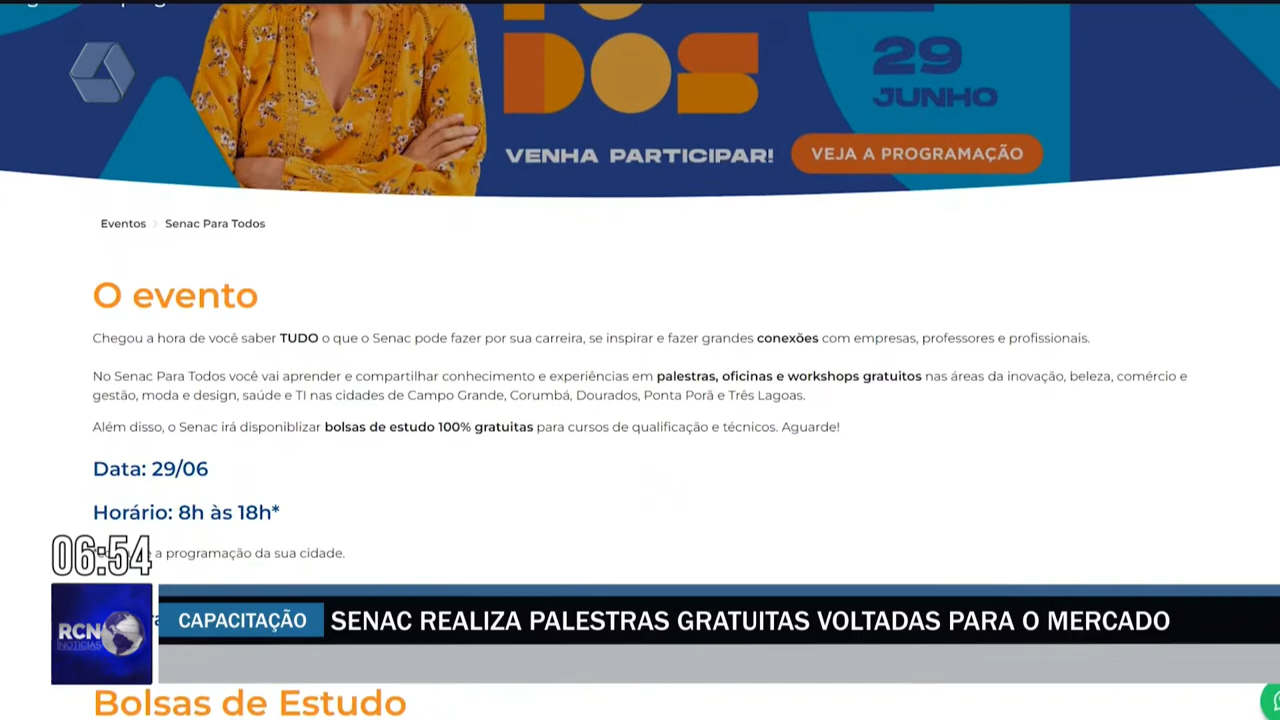 DOS
29
JUNHO
VENHA PARTICIPAR!
VEJA A PROGRAMAÇÃO
Eventos
Senac Para Todos
O evento
Chegou a hora de você saber TUDO o que o Senac pode fazer por sua carreira, se inspirar e fazer grandes conexões com empresas, professores e profissionais.
No Senac Para Todos você vai aprender e compartilhar conhecimento e experiências em palestras, oficinas e workshops gratuitos nas áreas da inovação, beleza, comércio e
gestão, moda e design, saúde e TI nas cidades de Campo Grande, Corumbá, Dourados, Ponta Porã e Três Lagoas.
Além disso, o Senac irá disponiblizar bolsas de estudo 100% gratuitas para cursos de qualificação e técnicos. Aguarde!
Data: 29/06
Horário: 8h às 18h*
a programação da sua cidade.
06:54
CAPACITAÇÃO
SENAC REALIZA PALESTRAS GRATUITAS VOLTADAS PARA O MERCADO
RCN
NOTÍCIAS
Bolsas de Estudo